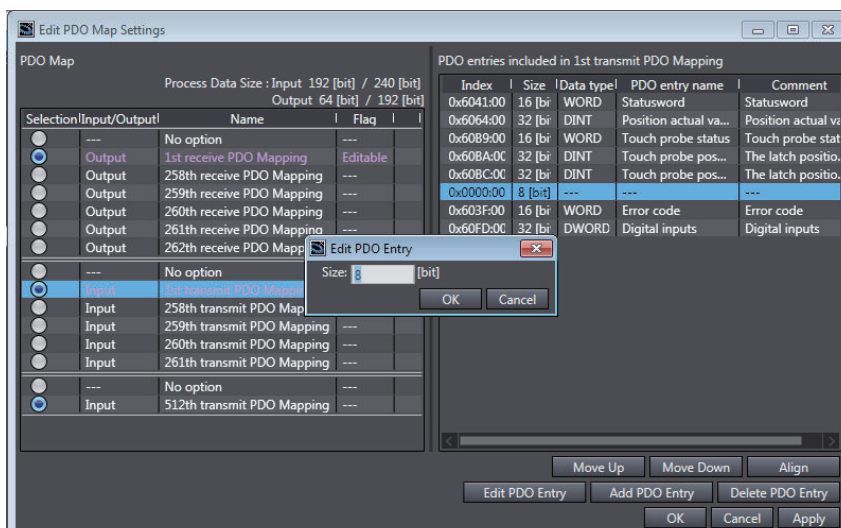 Edit PDO Map Settings
PDO Map
Process Data Size : Input 192 [bit] / 240 [bit]
Output 64 [bit] / 192 [bit]
Selection Input/Output Name Flag
--- No option ---
Output 1st receive PDO Mapping Editable
Output 258th receive PDO Mapping ---
Output 259th receive PDO Mapping ---
Output 260th receive PDO Mapping ---
Output 261th receive PDO Mapping ---
Output 262th receive PDO Mapp
--- No option
Input 1st transmit PDO Mapp
Input 258th transmit PDO Map
Input 259th transmit PDO Mapping ---
Input 260th transmit PDO Mapping ---
Input 261th transmit PDO Mapping ---
--- No option ---
Input 512th transmit PDO Mapping ---
PDO entries included in 1st transmit PDO Mapping
Index Size Data type PDO entry name Comment
0x6041:00 16 [bi WORD Statusword Statusword
0x6064:00 32 [bi DINT Position actual va... Position actual va
0x60B9:00 16 [bi WORD Touch probe status Touch probe stat
0x60BA:0C 32 [bi DINT Touch probe pos... The latch positio.
0x60BC:00 32 [bi DINT Touch probe pos... The latch positio.
0x0000:00 8 [bit] --- --- ---
0x603F:00 16 [bi WORD Error code Error code
0x60FD:0C 32 [bi DWORD Digital inputs Digital inputs
Edit PDO Entry
Size: 8 [bit]
OK Cancel
Move Up Move Down Align
Edit PDO Entry Add PDO Entry Delete PDO Entry
OK Cancel Apply